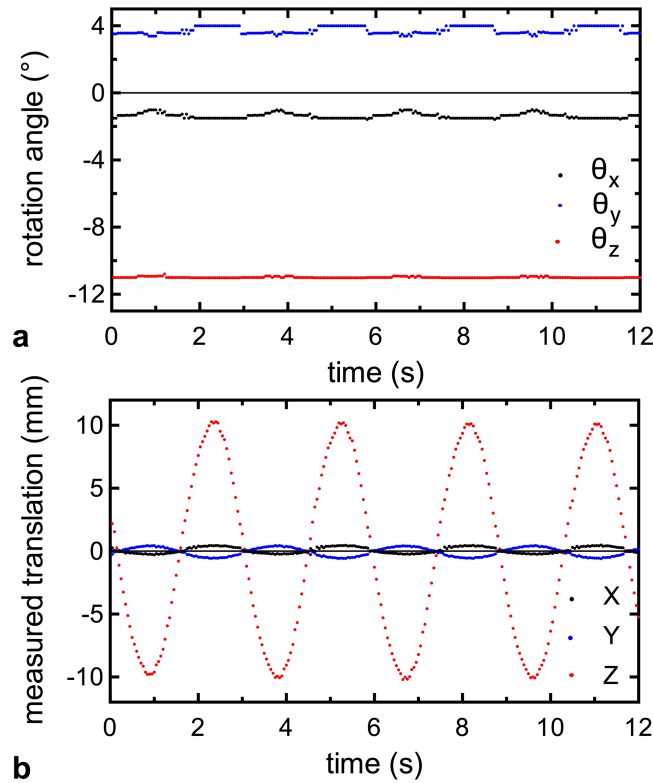 4
0
-4
-8
-12
rotation angle (°)
θx
θy
θz
0 2 4 6 8 10 12
time (s)
a
10
5
0
-5
-10
measured translation (mm)
X
Y
Z
0 2 4 6 8 10 12
time (s)
b